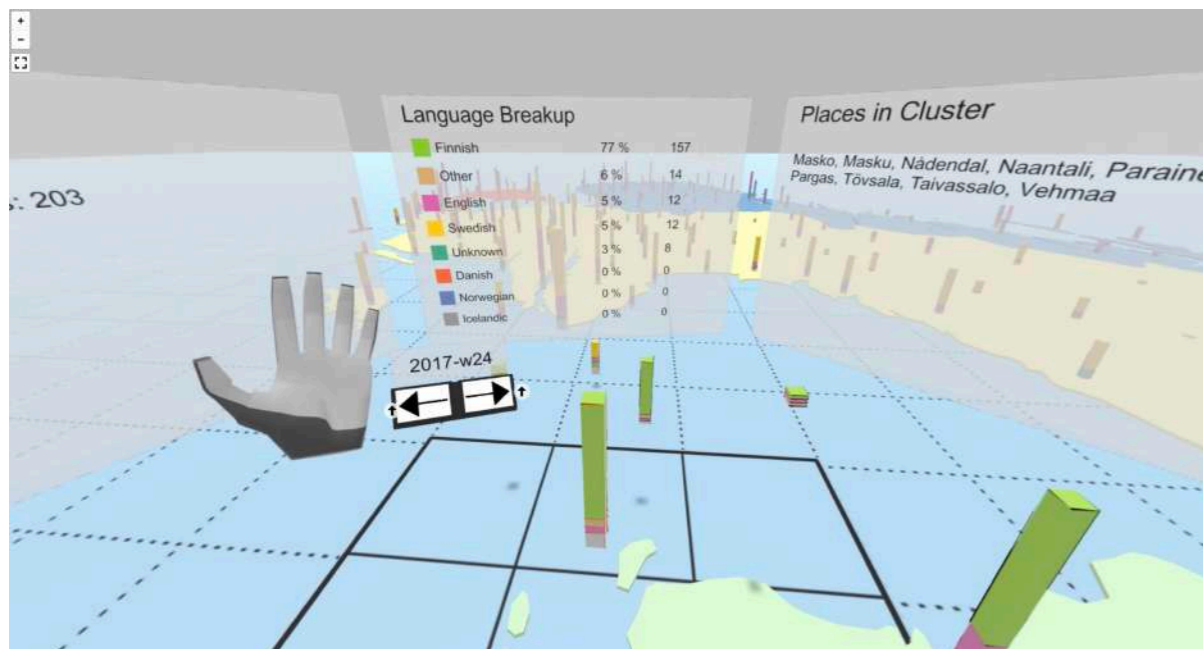 +
−
s: 203
Language Breakup
Finnish 77 % 157
Other 6 % 14
English 5 % 12
Swedish 5 % 12
Unknown 3 % 8
Danish 0 % 0
Norwegian 0 % 0
Icelandic 0 % 0
2017-w24
Places in Cluster
Masko, Masku, Nådendal, Naantali, Paraine
Pargas, Tövsala, Taivassalo, Vehmaa